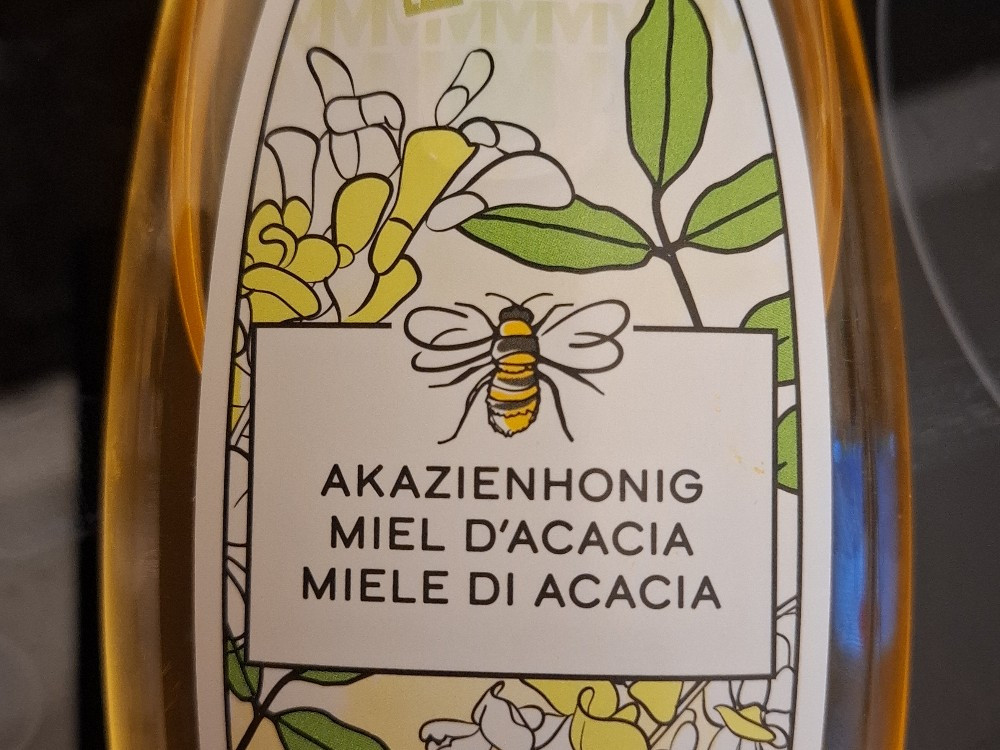 AKAZIENHONIG
MIEL D'ACACIA
MIELE DI ACACIA